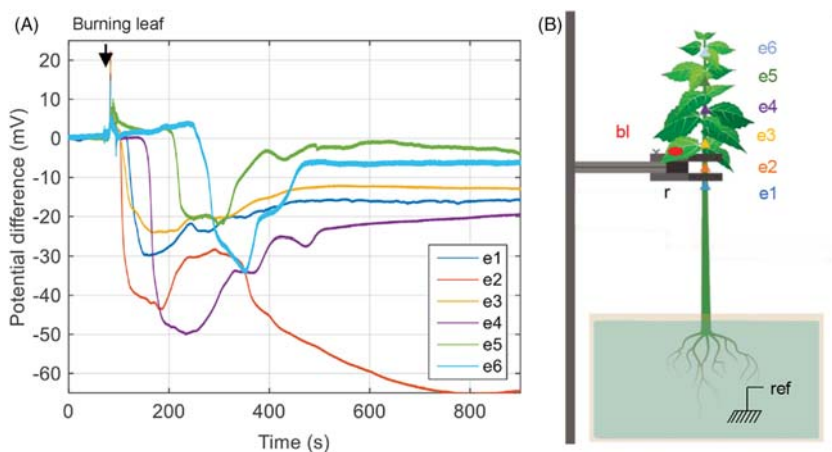 (A)
Burning leaf
Potential difference (mV)
20
10
0
-10
-20
-30
-40
-50
-60
e1
e2
e3
e4
e5
e6
0
200
400
600
800
Time (s)
(B)
e6
e5
e4
e3
e2
e1
bl
r
ref